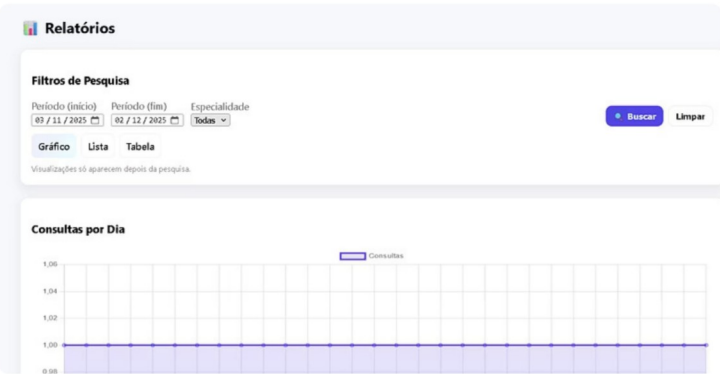 Relatórios
Filtros de Pesquisa
Período (início) Período (fim) Especialidade
03/11/2025 02/12/2025 Todas
Buscar Limpar
Gráfico Lista Tabela
Visualizações só aparecem depois da pesquisa.
Consultas por Dia
Consultas
1,06
1,04
1,02
1,00
0,98